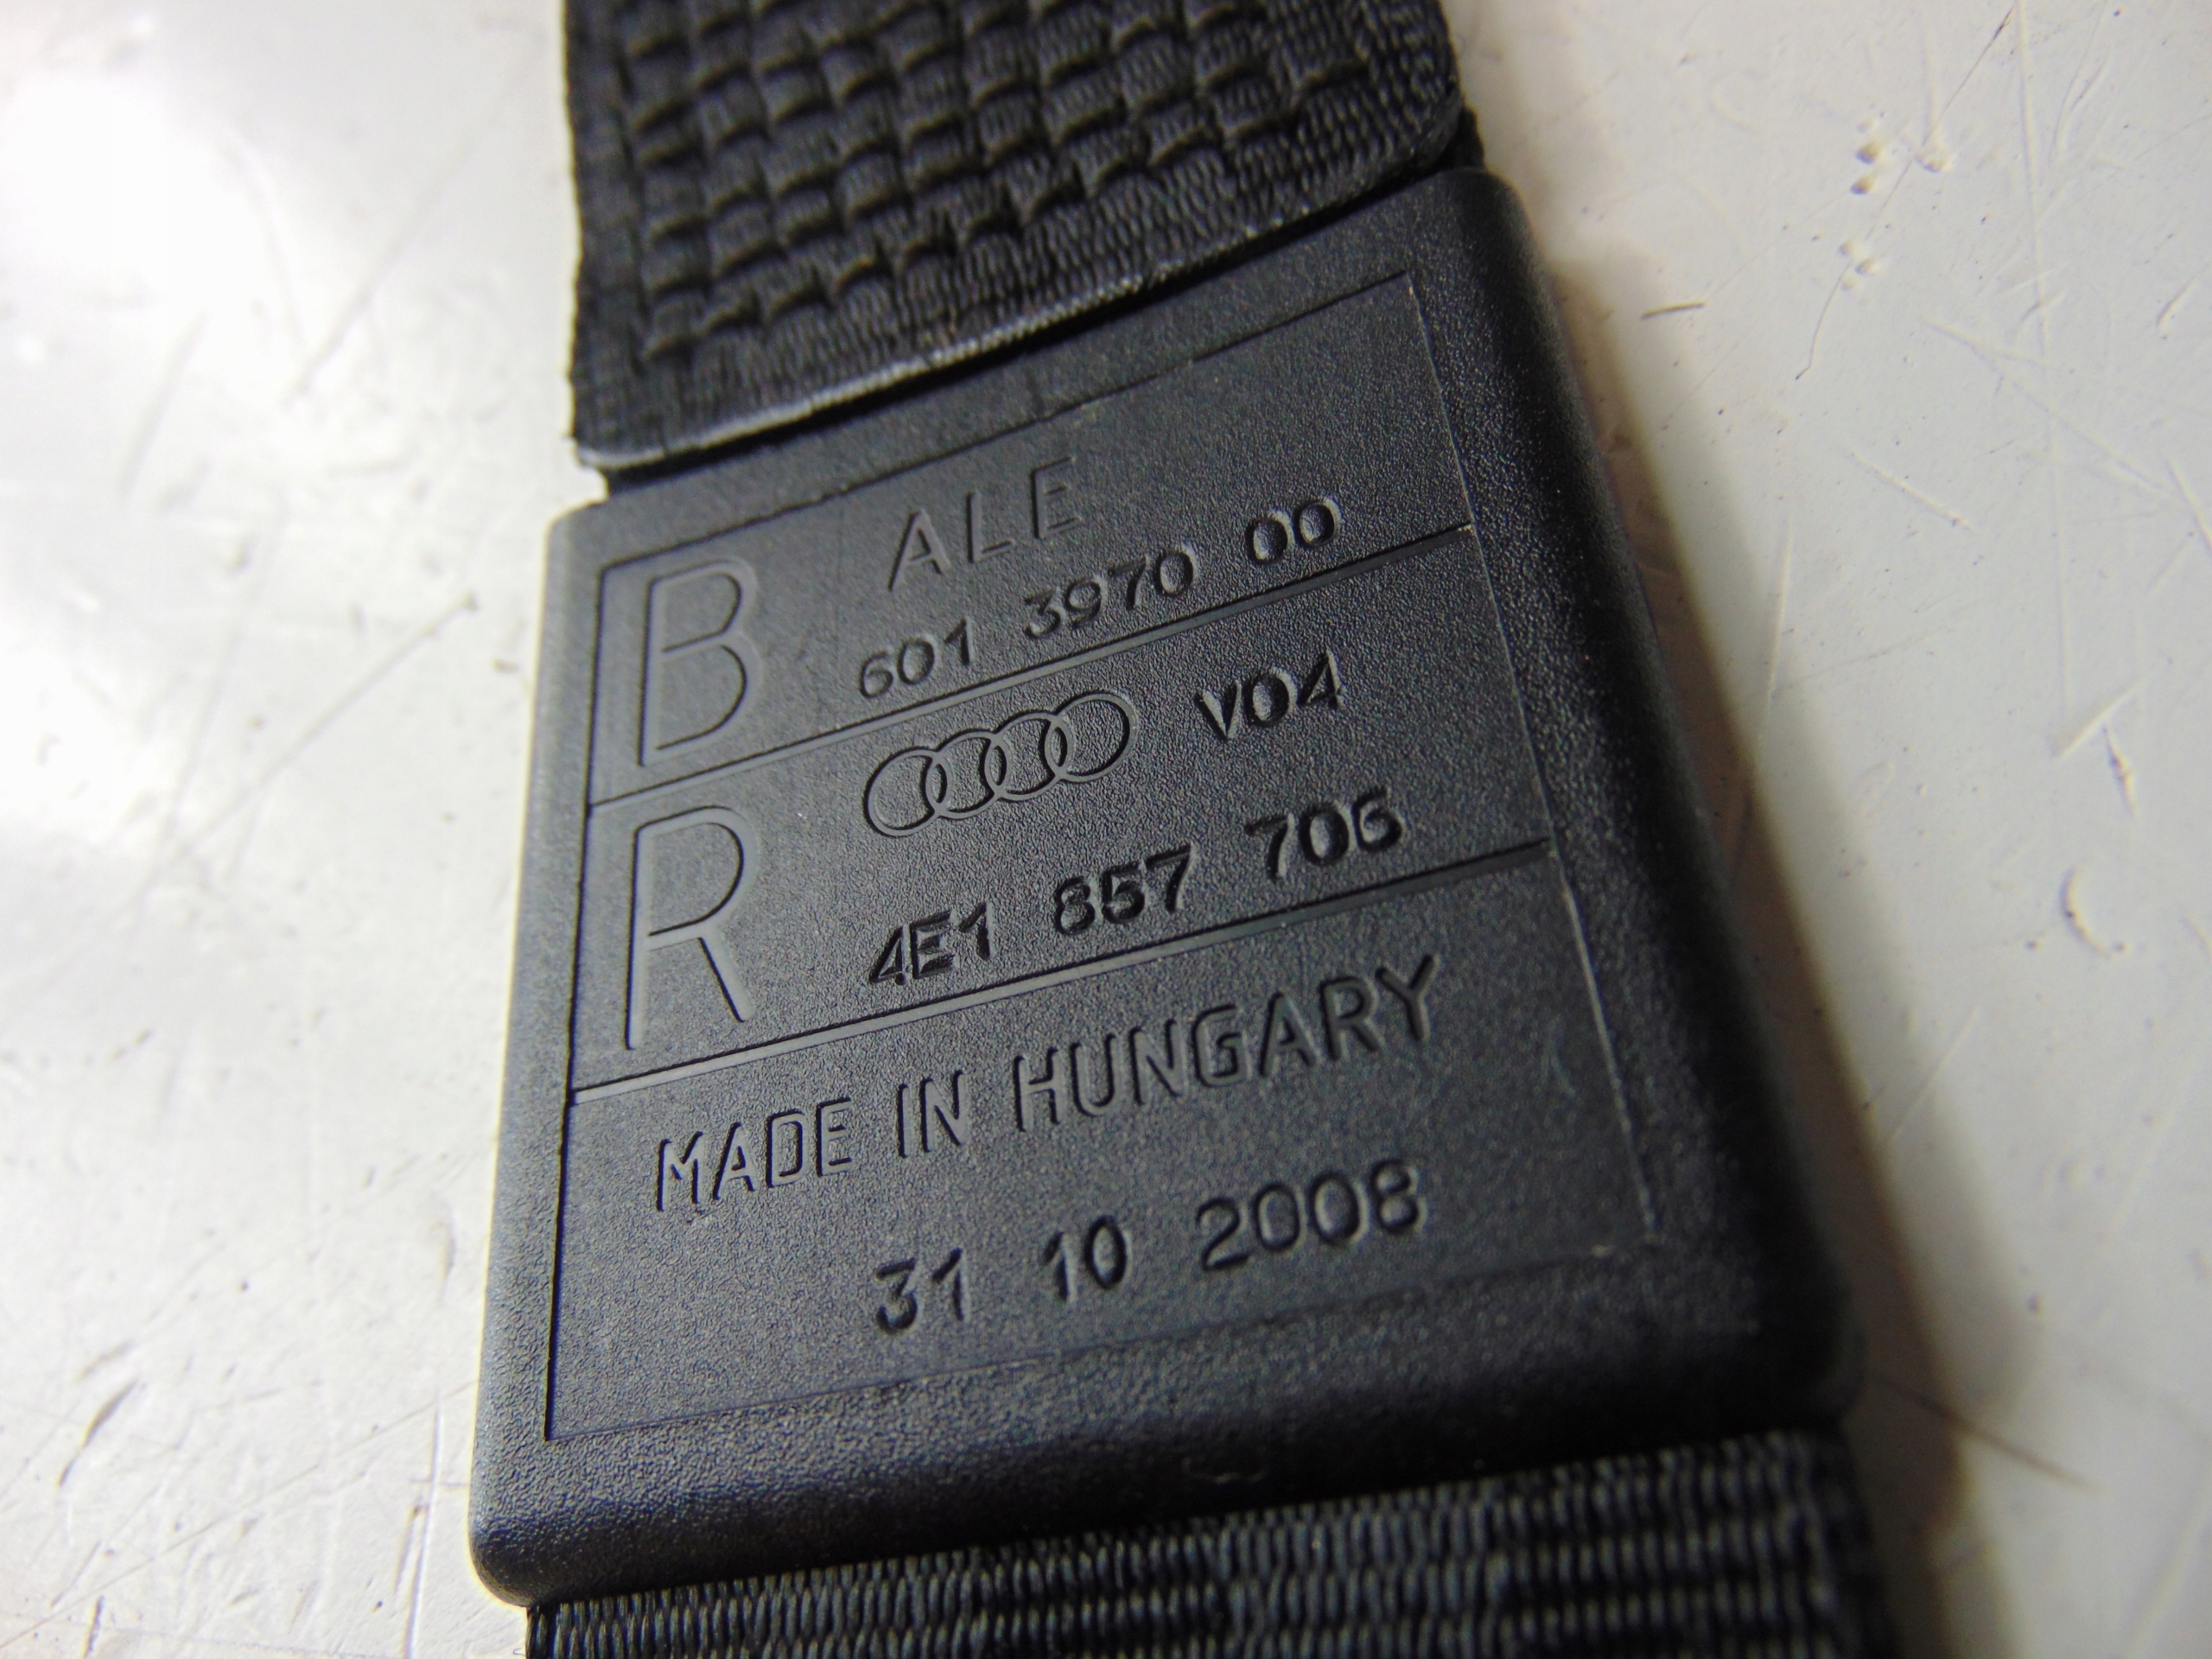 B ALE
601 3970 00
R V04
4E1 857 706
MADE IN HUNGARY
31 10 2008